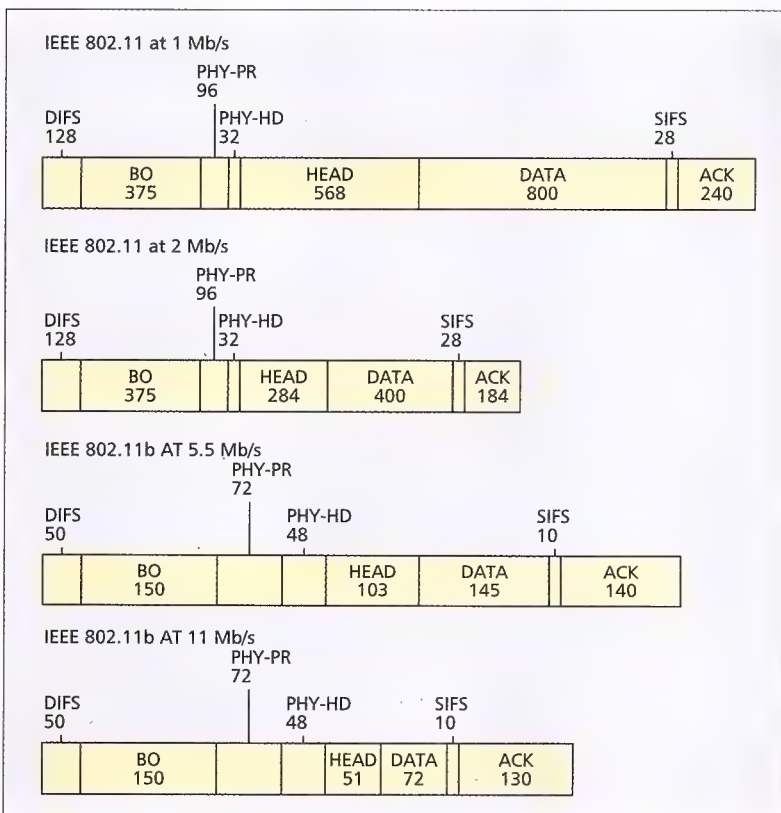 IEEE 802.11 at 1 Mb/s
PHY-PR
96
DIFS PHY-HD SIFS
128 32 28
BO HEAD DATA ACK
375 568 800 240
IEEE 802.11 at 2 Mb/s
PHY-PR
96
DIFS PHY-HD SIFS
128 32 28
BO HEAD DATA ACK
375 284 400 184
IEEE 802.11b AT 5.5 Mb/s
PHY-PR
72
DIFS PHY-HD SIFS
50 48 10
BO HEAD DATA ACK
150 103 145 140
IEEE 802.11b AT 11 Mb/s
PHY-PR
72
DIFS PHY-HD SIFS
50 48 10
BO HEAD DATA ACK
150 51 72 130